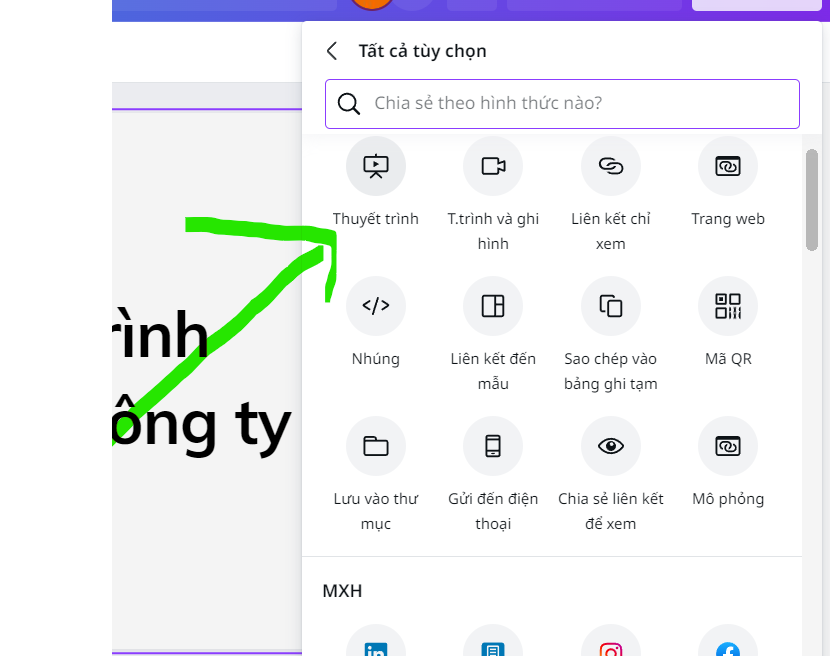 Tất cả tùy chọn
Chia sẻ theo hình thức nào?
Thuyết trình
T.trình và ghi
hình
Liên kết chỉ
xem
Trang web
Nhúng
Liên kết đến
mẫu
Sao chép vào
bảng ghi tạm
Mã QR
Lưu vào thư
mục
Gửi đến điện
thoại
Chia sẻ liên kết
để xem
Mô phỏng
MXH
rình
ông ty